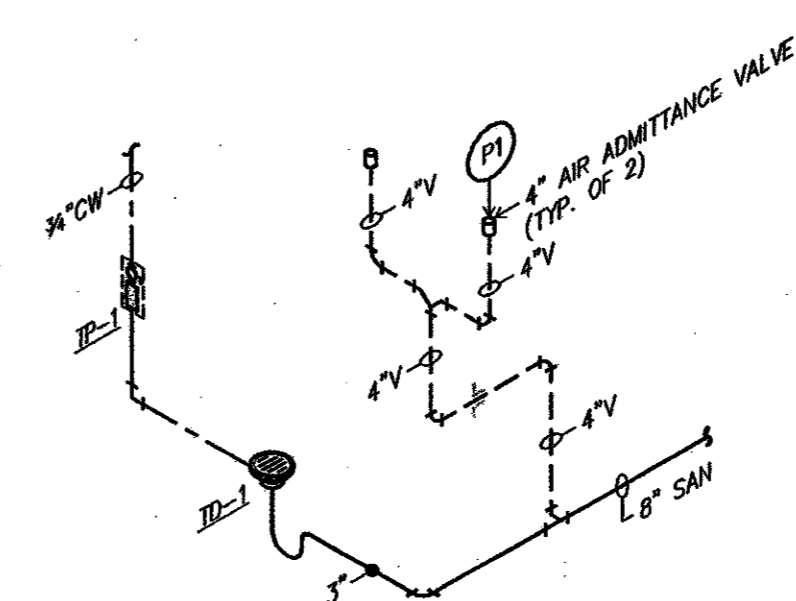 P1
4" AIR ADMITTANCE VALVE
(TYP. OF 2)
¾"CW
4"V
4"V
TP-1
4"V
4"V
TD-1
8" SAN
3"